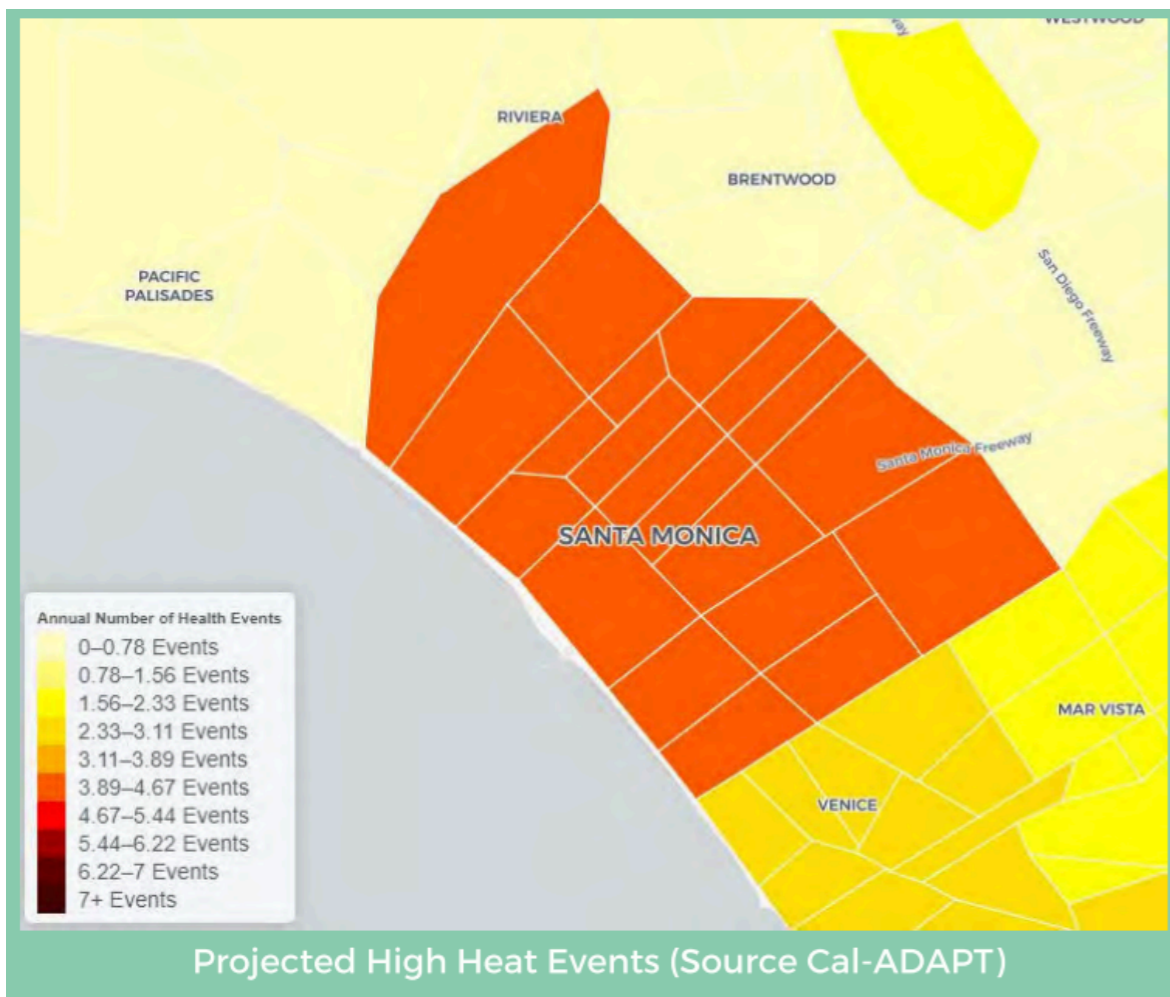 WESTWOOD
RIVIERA
BRENTWOOD
PACIFIC
PALISADES
San Diego Freeway
Santa Monica Freeway
SANTA MONICA
MAR VISTA
VENICE
Annual Number of Health Events
0–0.78 Events
0.78–1.56 Events
1.56–2.33 Events
2.33–3.11 Events
3.11–3.89 Events
3.89–4.67 Events
4.67–5.44 Events
5.44–6.22 Events
6.22–7 Events
7+ Events
Projected High Heat Events (Source Cal-ADAPT)